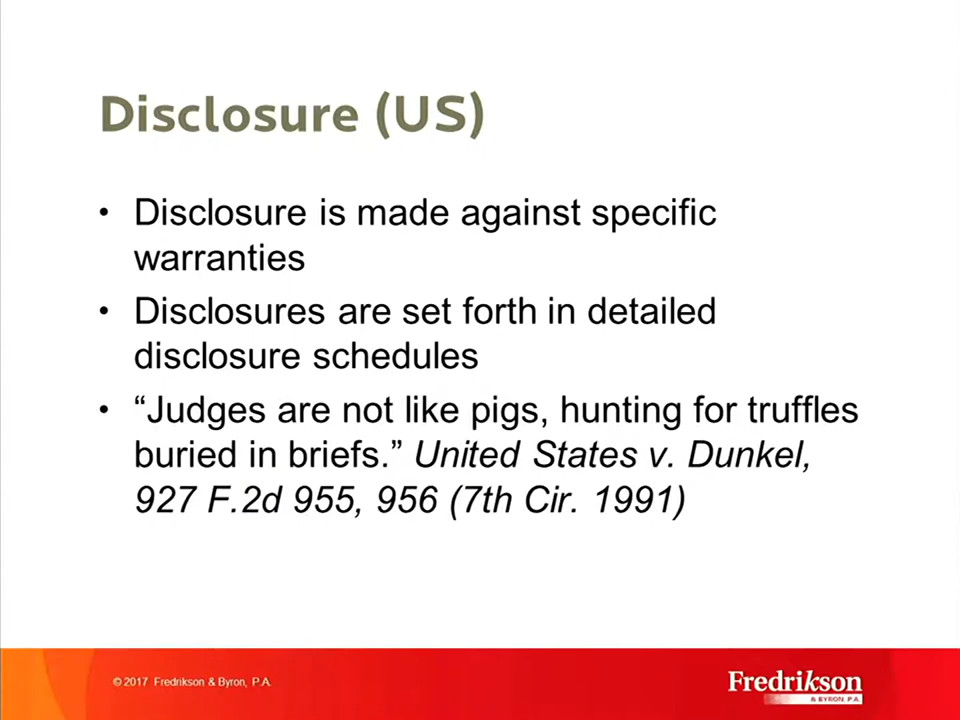 Disclosure (US)
• Disclosure is made against specific
warranties
• Disclosures are set forth in detailed
disclosure schedules
• “Judges are not like pigs, hunting for truffles
buried in briefs.” United States v. Dunkel,
927 F.2d 955, 956 (7th Cir. 1991)
© 2017 Fredrikson & Byron, P.A.
Fredrikson
& BYRON, P.A.